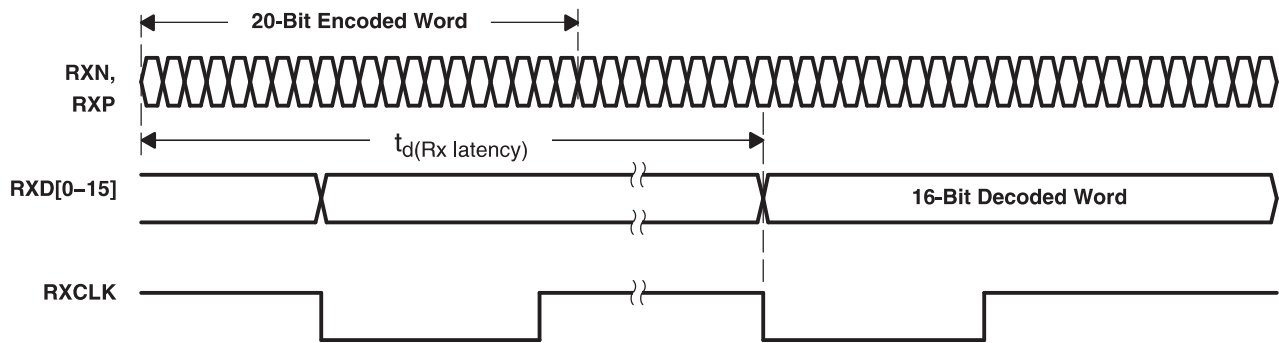 20-Bit Encoded Word
RXN,
RXP
td(Rx latency)
RXD[0–15]
16-Bit Decoded Word
RXCLK